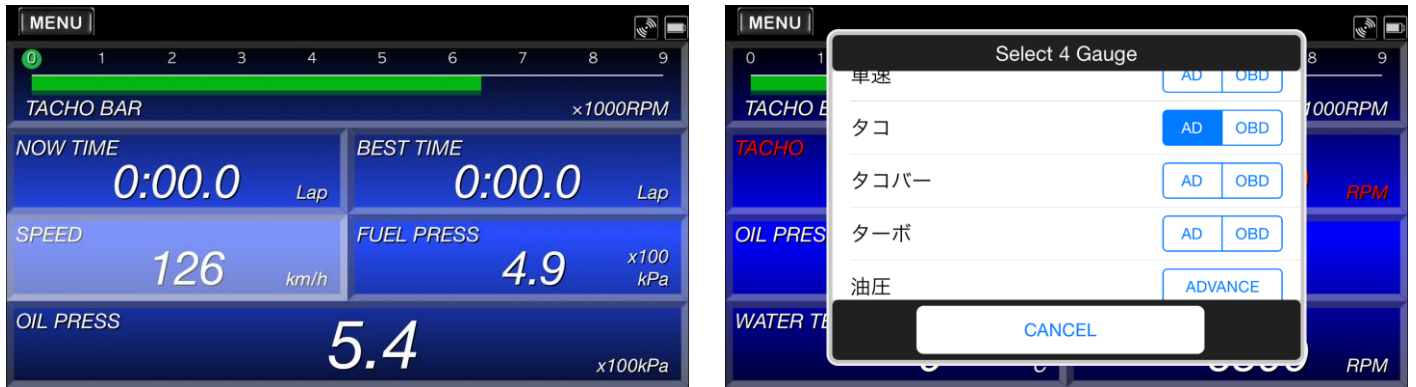 MENU
0 1 2 3 4 5 6 7 8 9
TACHO BAR ×1000RPM
NOW TIME
0:00.0 Lap
BEST TIME
0:00.0 Lap
SPEED
126 km/h
FUEL PRESS
4.9 x100
kPa
OIL PRESS
5.4
x100kPa
MENU
Select 4 Gauge
0 1 8 9
車速 AD OBD
TACHO B 1000RPM
タコ AD OBD
TACHO
タコバー AD OBD
RPM
OIL PRES
ターボ AD OBD
油圧 ADVANCE
WATER TE
CANCEL
RPM